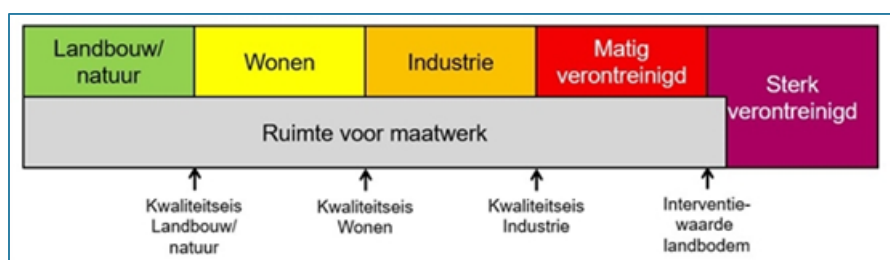 Landbouw/
natuur
Wonen
Industrie
Matig
verontreinigd
Sterk
verontreinigd
Ruimte voor maatwerk
Kwaliteitseis
Landbouw/
natuur
Kwaliteitseis
Wonen
Kwaliteitseis
Industrie
Interventie-
waarde
landbodem